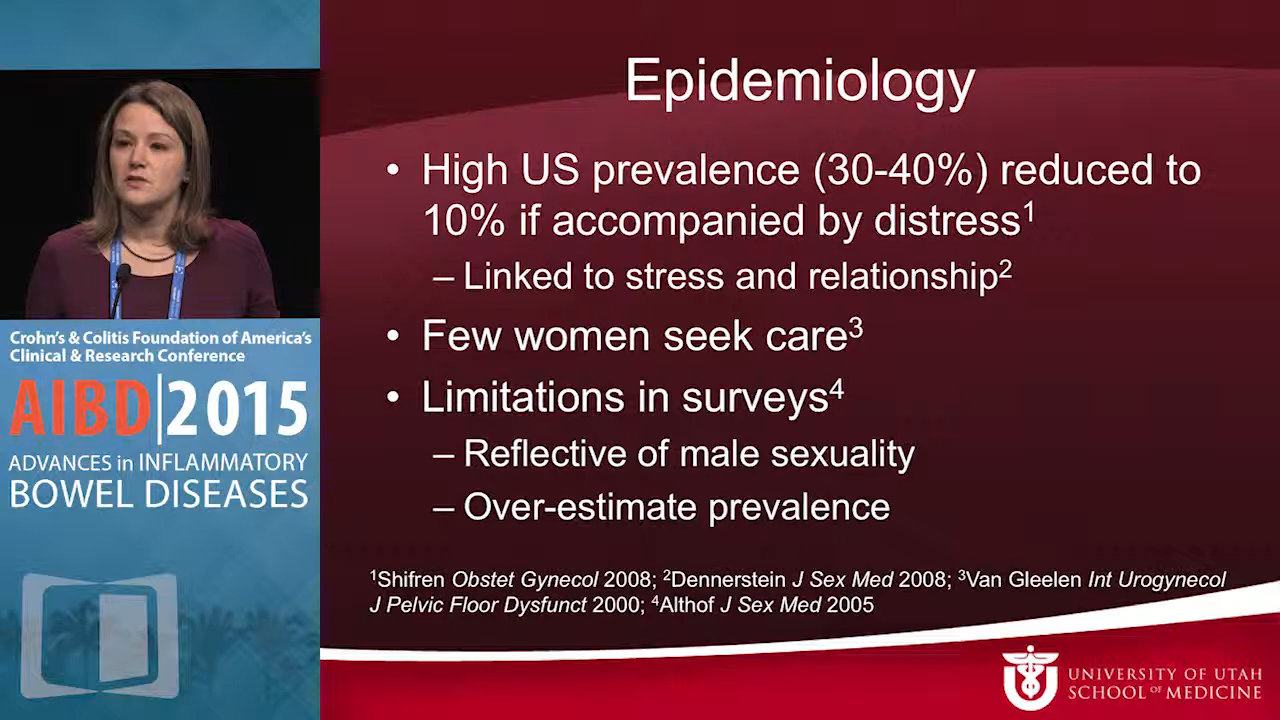 Epidemiology
• High US prevalence (30-40%) reduced to
10% if accompanied by distress¹
– Linked to stress and relationship²
• Few women seek care³
• Limitations in surveys⁴
– Reflective of male sexuality
– Over-estimate prevalence
¹Shifren Obstet Gynecol 2008; ²Dennerstein J Sex Med 2008; ³Van Gleelen Int Urogynecol
J Pelvic Floor Dysfunct 2000; ⁴Althof J Sex Med 2005
UNIVERSITY OF UTAH
SCHOOL OF MEDICINE
Crohn's & Colitis Foundation of America's
Clinical & Research Conference
AIBD|2015
ADVANCES in INFLAMMATORY
BOWEL DISEASES